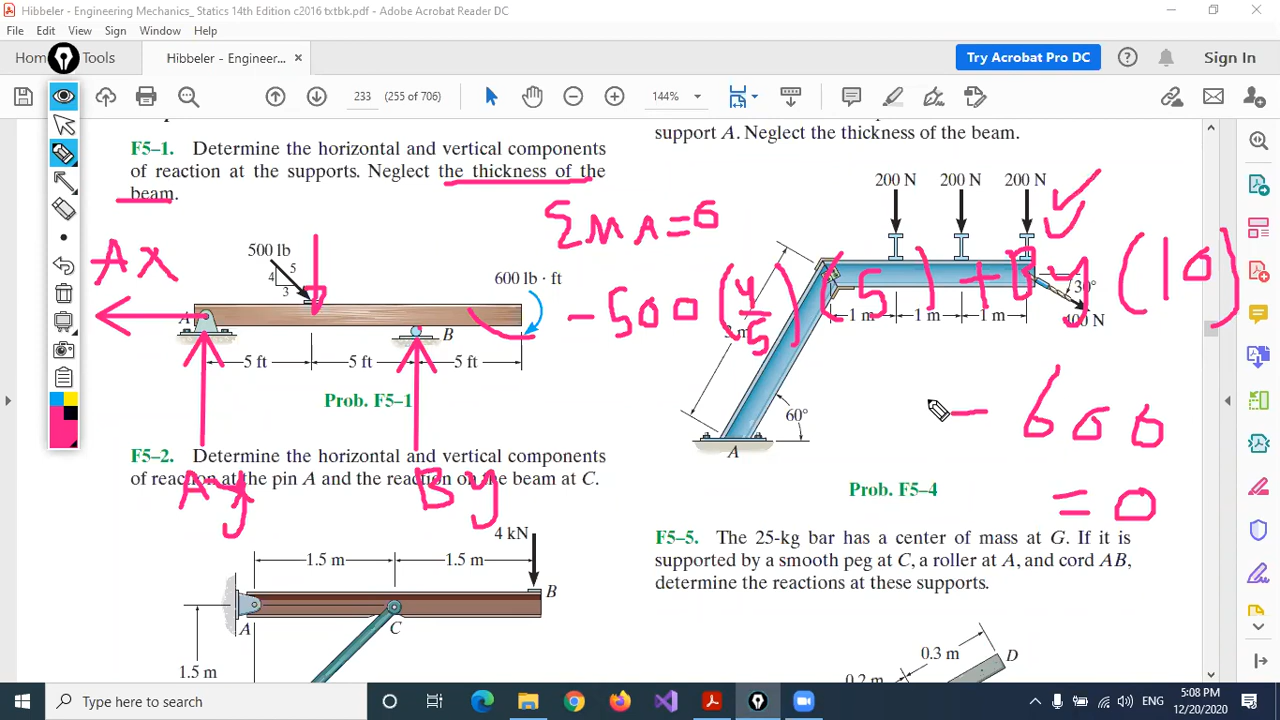 Hibbeler - Engineering Mechanics_ Statics 14th Edition c2016 txtbk.pdf - Adobe Acrobat Reader DC
File Edit View Sign Window Help
Hom Tools Hibbeler - Engineer... × Try Acrobat Pro DC Sign In
233 (255 of 706) 144%
F5–1. Determine the horizontal and vertical components
of reaction at the supports. Neglect the thickness of the
beam.
500 lb
5
4
3
600 lb · ft
A
B
5 ft 5 ft 5 ft
Prob. F5–1
F5–2. Determine the horizontal and vertical components
of reaction at the pin A and the reaction on the beam at C.
4 kN
1.5 m 1.5 m
B
A
C
1.5 m
support A. Neglect the thickness of the beam.
200 N 200 N 200 N
30°
1 m 1 m 1 m
400 N
60°
A
Prob. F5–4
F5–5. The 25-kg bar has a center of mass at G. If it is
supported by a smooth peg at C, a roller at A, and cord AB,
determine the reactions at these supports.
0.3 m
D
0.2 m
Ax
Ay
By
ΣMA=0
-500(4/5)(5)+By(10)
- 600
= 0
Type here to search
ENG
5:08 PM
12/20/2020